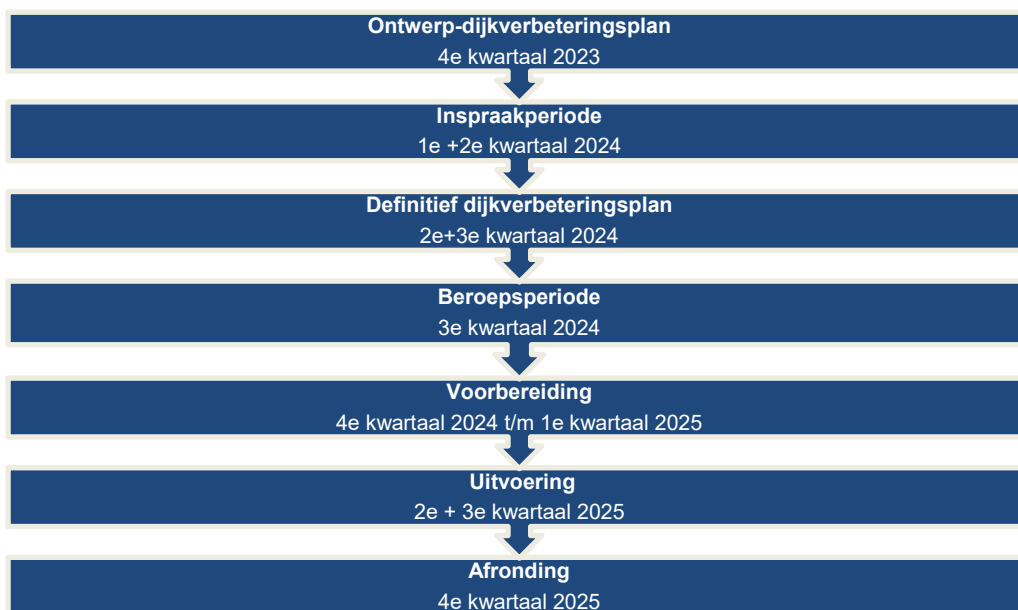 Ontwerp-dijkverbeteringsplan
4e kwartaal 2023
Inspraakperiode
1e +2e kwartaal 2024
Definitief dijkverbeteringsplan
2e+3e kwartaal 2024
Beroepsperiode
3e kwartaal 2024
Voorbereiding
4e kwartaal 2024 t/m 1e kwartaal 2025
Uitvoering
2e + 3e kwartaal 2025
Afronding
4e kwartaal 2025